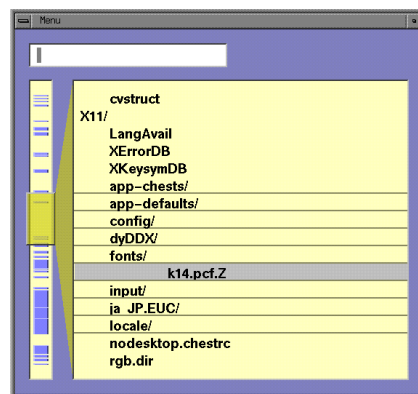 Menu
cvstruct
X11/
LangAvail
XErrorDB
XKeysymDB
app-chests/
app-defaults/
config/
dyDDX/
fonts/
k14.pcf.Z
input/
ja_JP.EUC/
locale/
nodesktop.chestrc
rgb.dir